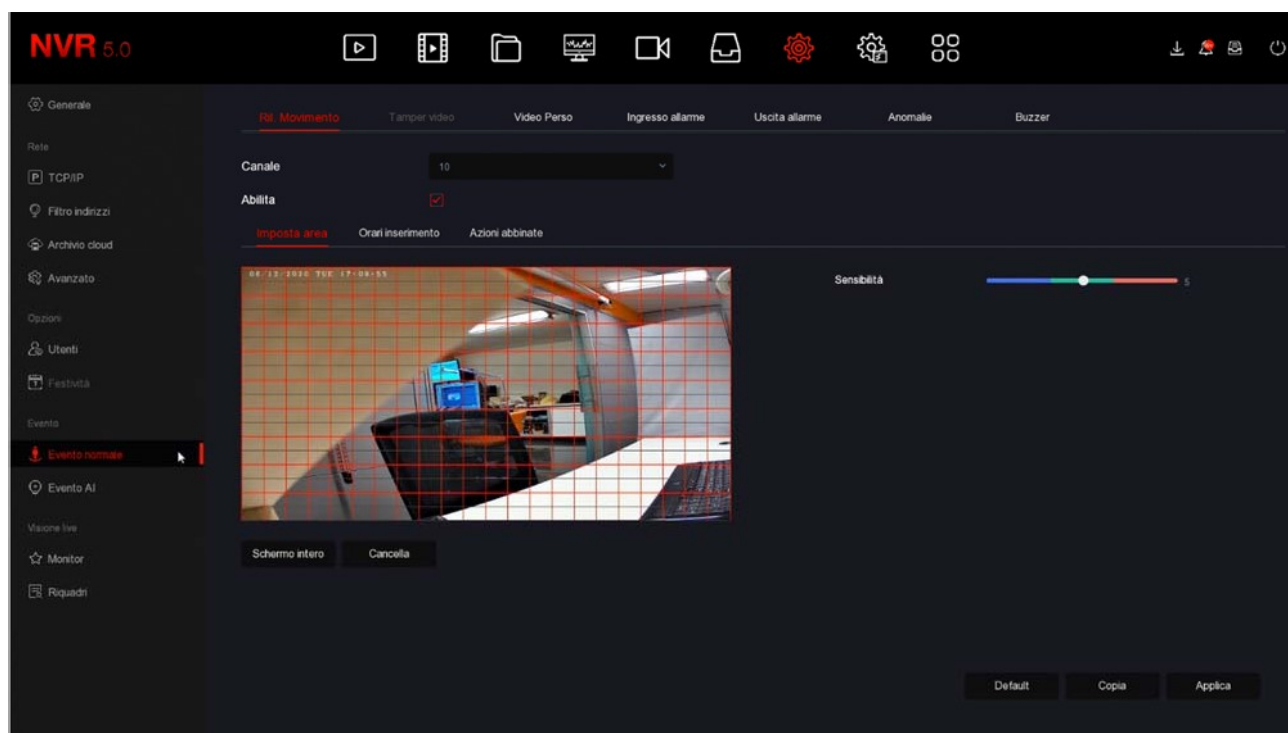 NVR 5.0
Generale
Rete
TCP/IP
Filtro indirizzi
Archivio cloud
Avanzato
Opzioni
Utenti
Festività
Evento
Evento normale
Evento AI
Visione live
Monitor
Riquadri
Ril. Movimento Tamper video Video Perso Ingresso allarme Uscita allarme Anomalie Buzzer
Canale 10
Abilita
Imposta area Orari inserimento Azioni abbinate
TUE
Sensibilità 5
Schermo intero Cancella
Default Copia Applica